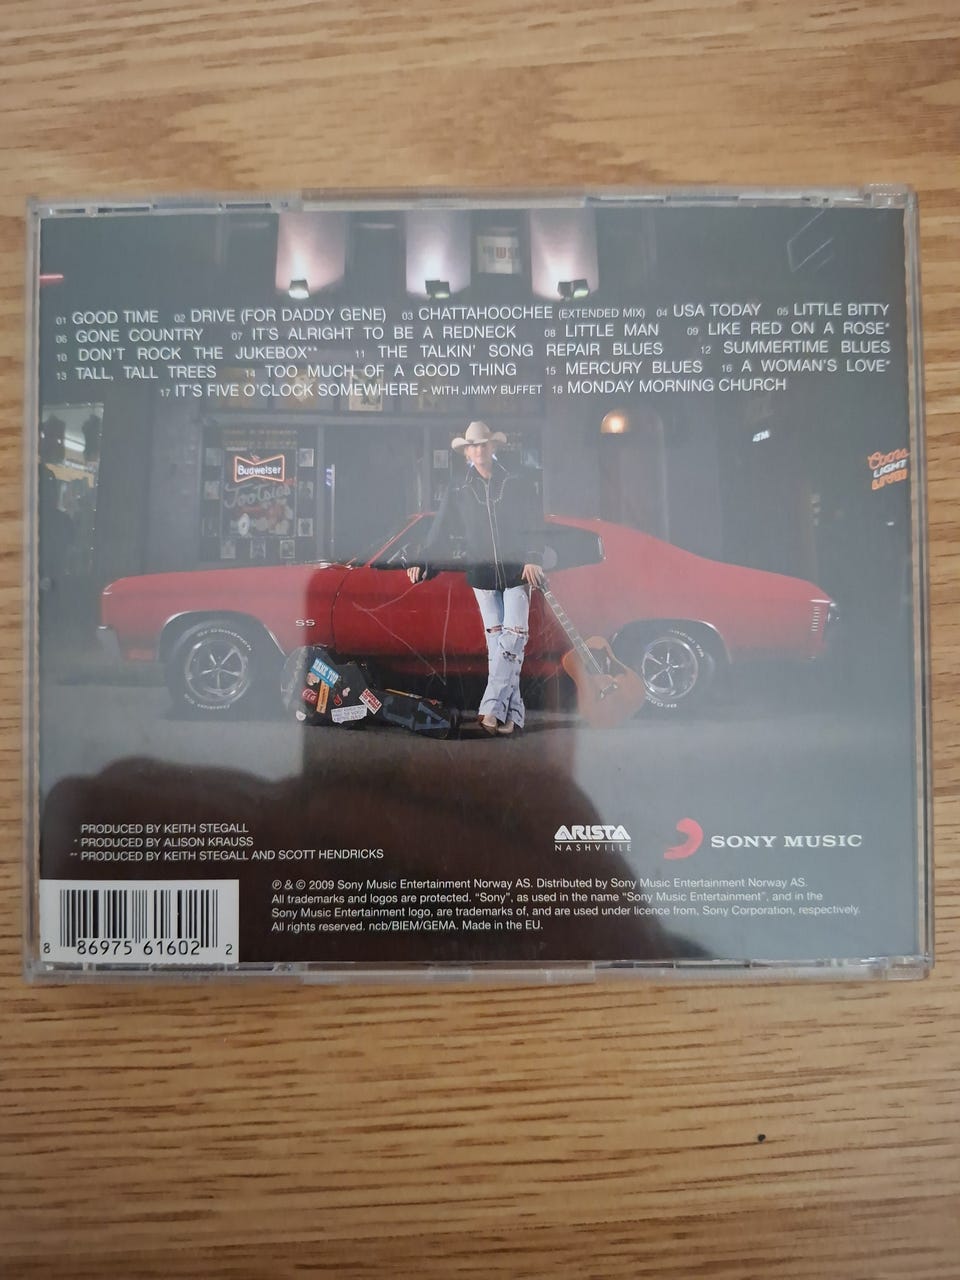 01 GOOD TIME 02 DRIVE (FOR DADDY GENE) 03 CHATTAHOOCHEE (EXTENDED MIX) 04 USA TODAY 05 LITTLE BITTY
06 GONE COUNTRY 07 IT'S ALRIGHT TO BE A REDNECK 08 LITTLE MAN 09 LIKE RED ON A ROSE*
10 DON'T ROCK THE JUKEBOX** 11 THE TALKIN' SONG REPAIR BLUES 12 SUMMERTIME BLUES
13 TALL, TALL TREES 14 TOO MUCH OF A GOOD THING 15 MERCURY BLUES 16 A WOMAN'S LOVE*
17 IT'S FIVE O'CLOCK SOMEWHERE - WITH JIMMY BUFFET 18 MONDAY MORNING CHURCH
ATM
Budweiser
Tootsies
Coors
LIGHT
SS
AJ
PRODUCED BY KEITH STEGALL
* PRODUCED BY ALISON KRAUSS
** PRODUCED BY KEITH STEGALL AND SCOTT HENDRICKS
ARISTA
NASHVILLE
SONY MUSIC
℗ & © 2009 Sony Music Entertainment Norway AS. Distributed by Sony Music Entertainment Norway AS.
All trademarks and logos are protected. "Sony", as used in the name "Sony Music Entertainment", and in the
Sony Music Entertainment logo, are trademarks of, and are used under licence from, Sony Corporation, respectively.
All rights reserved. ncb/BIEM/GEMA. Made in the EU.
8 86975 61602 2